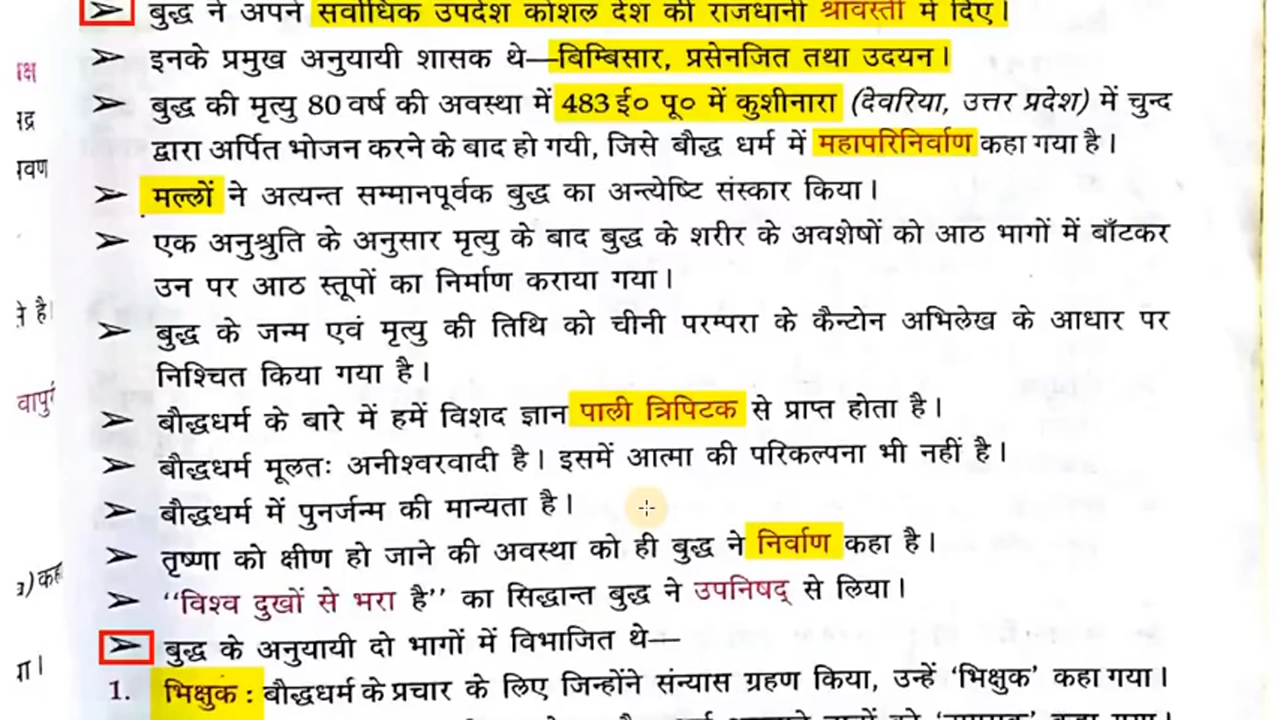 बुद्ध ने अपने सर्वाधिक उपदेश कोशल देश की राजधानी श्रावस्ती में दिए।
इनके प्रमुख अनुयायी शासक थे—बिम्बिसार, प्रसेनजित तथा उदयन।
बुद्ध की मृत्यु 80 वर्ष की अवस्था में 483 ई० पू० में कुशीनारा (देवरिया, उत्तर प्रदेश) में चुन्द
द्वारा अर्पित भोजन करने के बाद हो गयी, जिसे बौद्ध धर्म में महापरिनिर्वाण कहा गया है।
मल्लों ने अत्यन्त सम्मानपूर्वक बुद्ध का अन्त्येष्टि संस्कार किया।
एक अनुश्रुति के अनुसार मृत्यु के बाद बुद्ध के शरीर के अवशेषों को आठ भागों में बाँटकर
उन पर आठ स्तूपों का निर्माण कराया गया।
बुद्ध के जन्म एवं मृत्यु की तिथि को चीनी परम्परा के कैन्टोन अभिलेख के आधार पर
निश्चित किया गया है।
बौद्धधर्म के बारे में हमें विशद ज्ञान पाली त्रिपिटक से प्राप्त होता है।
बौद्धधर्म मूलतः अनीश्वरवादी है। इसमें आत्मा की परिकल्पना भी नहीं है।
बौद्धधर्म में पुनर्जन्म की मान्यता है।
तृष्णा को क्षीण हो जाने की अवस्था को ही बुद्ध ने निर्वाण कहा है।
“विश्व दुखों से भरा है” का सिद्धान्त बुद्ध ने उपनिषद् से लिया।
बुद्ध के अनुयायी दो भागों में विभाजित थे—
1. भिक्षुक : बौद्धधर्म के प्रचार के लिए जिन्होंने संन्यास ग्रहण किया, उन्हें ‘भिक्षुक’ कहा गया।